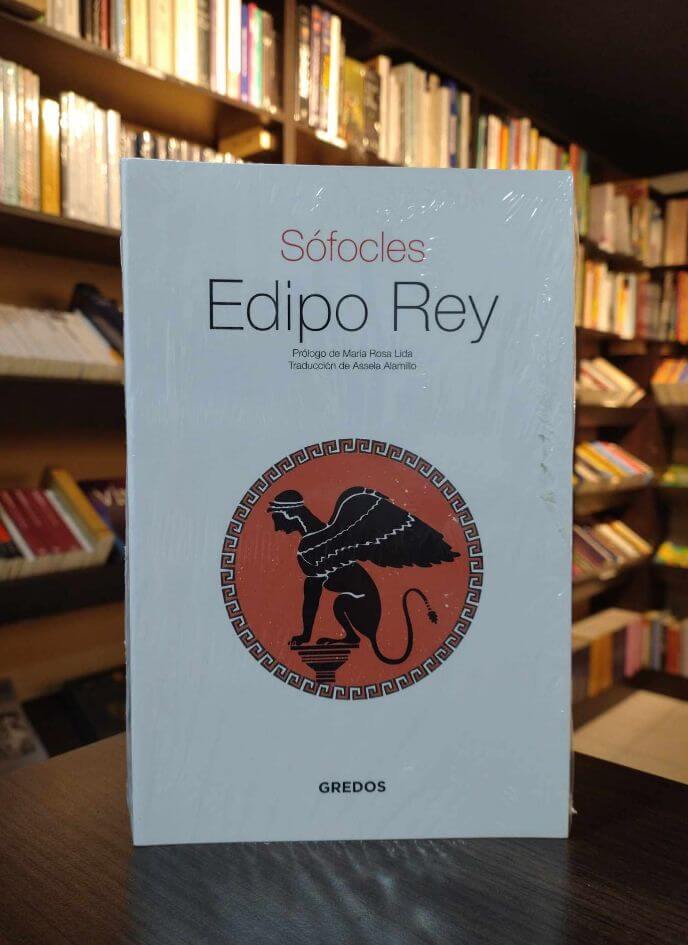 Sófocles
Edipo Rey
Prólogo de María Rosa Lida
Traducción de Assela Alamillo
GREDOS